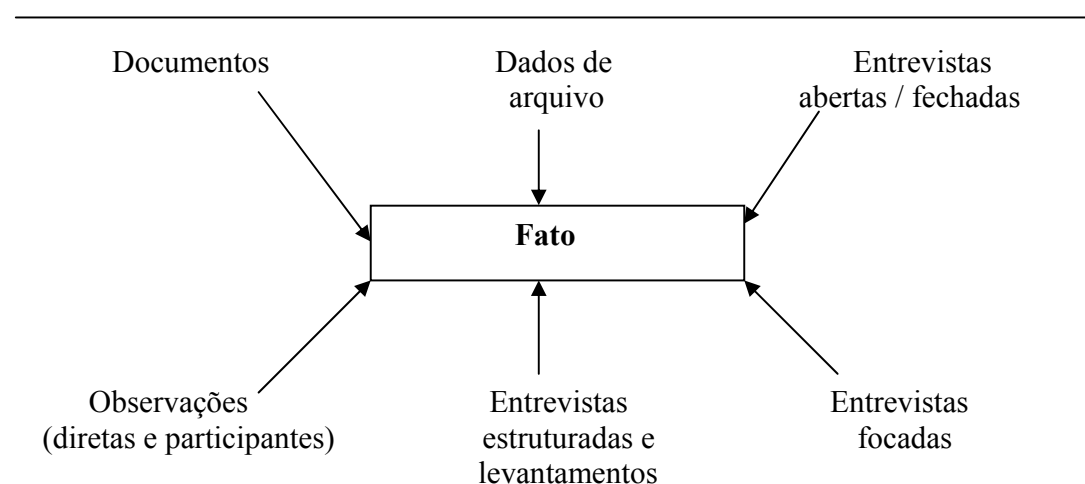 Documentos
Dados de
arquivo
Entrevistas
abertas / fechadas
Fato
Observações
(diretas e participantes)
Entrevistas
estruturadas e
levantamentos
Entrevistas
focadas